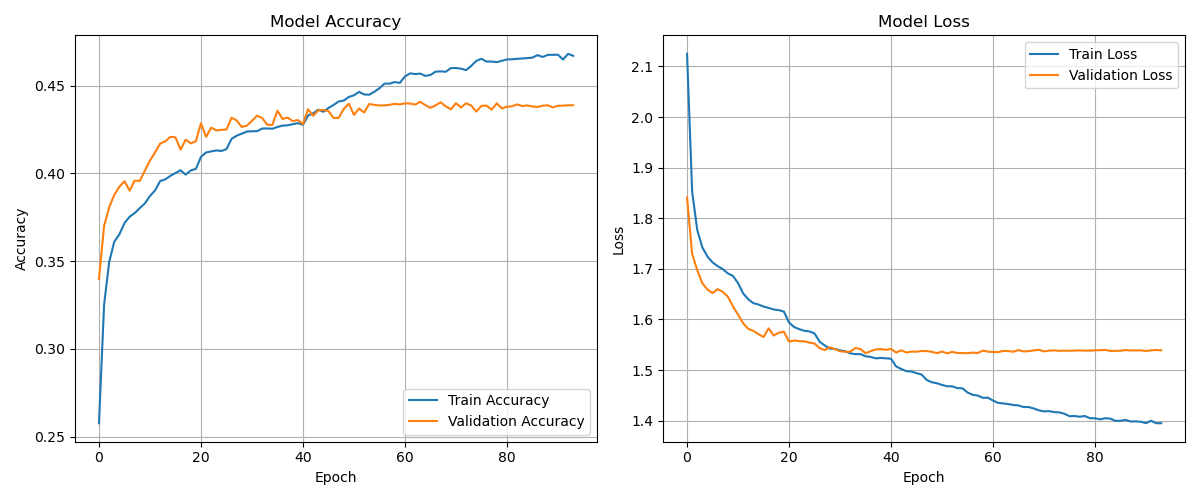 Model Accuracy
Accuracy
0.45
0.40
0.35
0.30
0.25
Train Accuracy
Validation Accuracy
0
20
40
60
80
Epoch
Model Loss
Loss
2.1
2.0
1.9
1.8
1.7
1.6
1.5
1.4
Train Loss
Validation Loss
0
20
40
60
80
Epoch